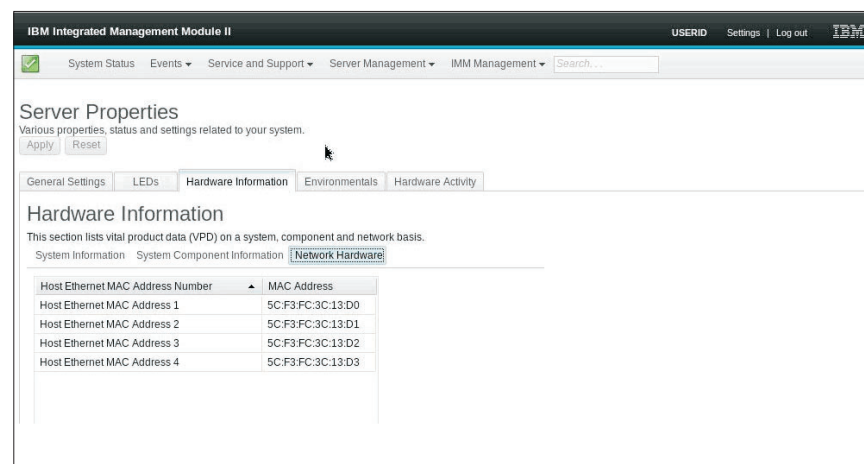 IBM Integrated Management Module II USERID Settings | Log out IBM
System Status Events Service and Support Server Management IMM Management Search...
Server Properties
Various properties, status and settings related to your system.
Apply Reset
General Settings LEDs Hardware Information Environmentals Hardware Activity
Hardware Information
This section lists vital product data (VPD) on a system, component and network basis.
System Information System Component Information Network Hardware
Host Ethernet MAC Address Number MAC Address
Host Ethernet MAC Address 1 5C:F3:FC:3C:13:D0
Host Ethernet MAC Address 2 5C:F3:FC:3C:13:D1
Host Ethernet MAC Address 3 5C:F3:FC:3C:13:D2
Host Ethernet MAC Address 4 5C:F3:FC:3C:13:D3